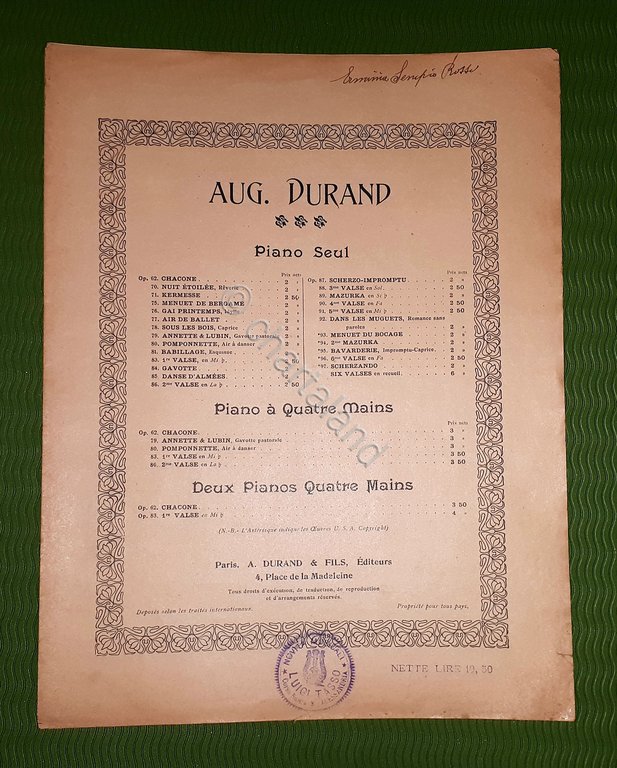 Erminia Sempio Rossi
AUG. DURAND
Piano Seul
Prix nets
Op. 62. CHACONE 2 »
70. NUIT ÉTOILÉE, Rêverie 2 »
71. KERMESSE 2 50
75. MENUET DE BERGAME 2 »
76. GAI PRINTEMPS, 2 »
77. AIR DE BALLET 2 »
78. SOUS LES BOIS, Caprice 2 »
79. ANNETTE & LUBIN, Gavotte pastorale 2 »
80. POMPONNETTE, Air à danser 2 »
81. BABILLAGE, Esquisse 2 »
83. 1re VALSE, en Mi ♭ 2 50
84. GAVOTTE 2 »
85. DANSE D'ALMÉES 2 »
86. 2me VALSE en La ♭ 2 50
Prix nets
Op. 87. SCHERZO-IMPROMPTU 2 »
88. 3me VALSE en Sol 2 50
89. MAZURKA en Si ♭ 2 »
90. 4me VALSE en Fa 2 50
91. 5me VALSE en Mi ♭ 2 50
92. DANS LES MUGUETS, Romance sans
paroles 2 »
*93. MENUET DU BOCAGE 2 »
*94. 2me MAZURKA 2 »
*95. BAVARDERIE, Impromptu-Caprice 2 »
*96. 6me VALSE en Fa 2 50
*97. SCHERZANDO 2 »
SIX VALSES en recueil 6 »
Piano à Quatre Mains
Prix nets
Op. 62. CHACONE 3 »
79. ANNETTE & LUBIN, Gavotte pastorale 3 »
80. POMPONNETTE, Air à danser 3 »
83. 1re VALSE en Mi ♭ 3 50
86. 2me VALSE en La ♭ 3 50
Deux Pianos Quatre Mains
Op. 62. CHACONE 3 50
Op. 83. 1re VALSE en Mi ♭ 4 »
(N.-B.- L'Astérisque indique les Œuvres U. S. A. Copyright)
Paris, A. DURAND & FILS, Éditeurs
4, Place de la Madeleine
Tous droits d'exécution, de traduction, de reproduction
et d'arrangements réservés.
Déposés selon les traités internationaux.
Propriété pour tous pays.
LUIGI TASSO
ALESSANDRIA
NETTE LIRE 10, 50
© chartaland